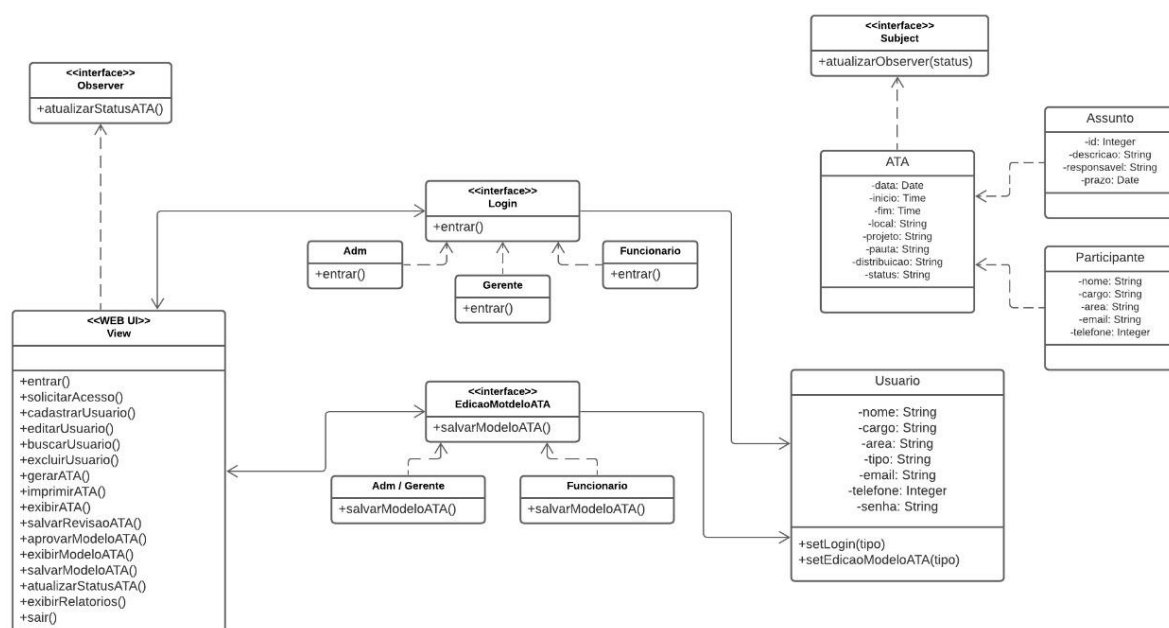 <<interface>>
Observer
+atualizarStatusATA()
<<interface>>
Subject
+atualizarObserver(status)
Assunto
-id: Integer
-descricao: String
-responsavel: String
-prazo: Date
ATA
-data: Date
-inicio: Time
-fim: Time
-local: String
-projeto: String
-pauta: String
-distribuicao: String
-status: String
Participante
-nome: String
-cargo: String
-area: String
-email: String
-telefone: Integer
<<interface>>
Login
+entrar()
Adm
+entrar()
Gerente
+entrar()
Funcionario
+entrar()
<<WEB UI>>
View
+entrar()
+solicitarAcesso()
+cadastrarUsuario()
+editarUsuario()
+buscarUsuario()
+excluirUsuario()
+gerarATA()
+imprimirATA()
+exibirATA()
+salvarRevisaoATA()
+aprovarModeloATA()
+exibirModeloATA()
+salvarModeloATA()
+atualizarStatusATA()
+exibirRelatorios()
+sair()
<<interface>>
EdicaoMotdeloATA
+salvarModeloATA()
Adm / Gerente
+salvarModeloATA()
Funcionario
+salvarModeloATA()
Usuario
-nome: String
-cargo: String
-area: String
-tipo: String
-email: String
-telefone: Integer
-senha: String
+setLogin(tipo)
+setEdicaoModeloATA(tipo)